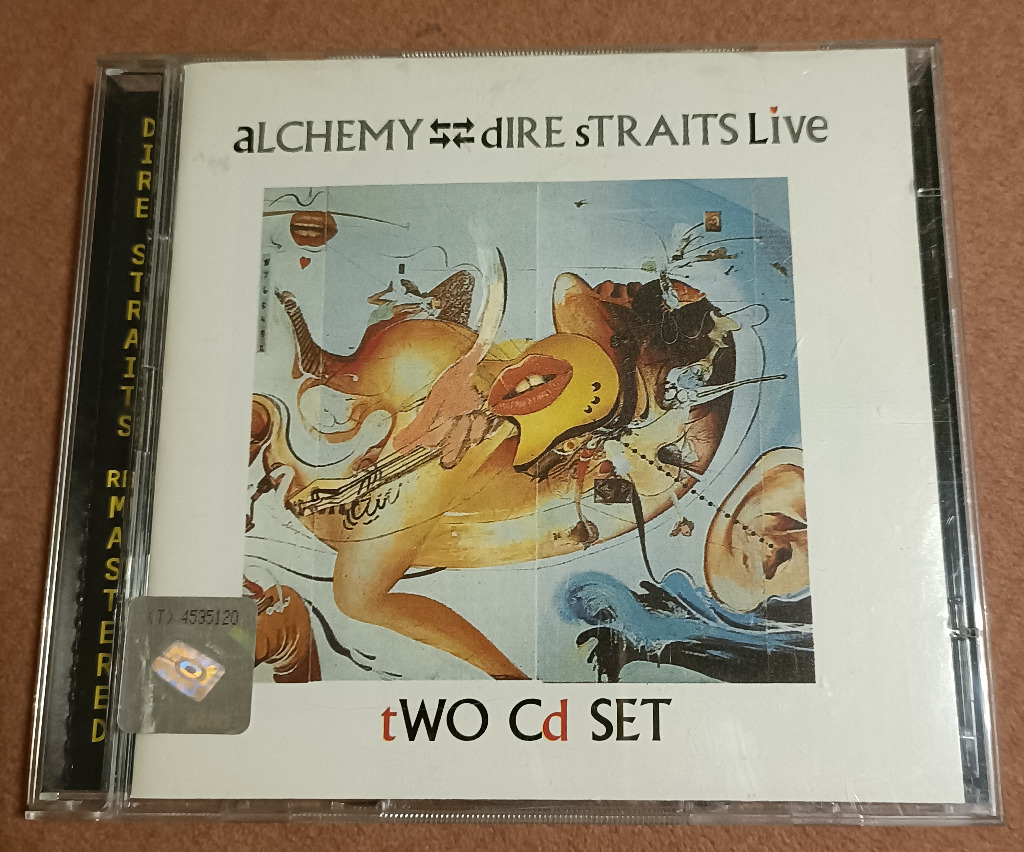 aLCHEMY ⇆⇄ dIRE sTRAITS Live
DIRE STRAITS REMASTERED
(T) 4535120
tWO Cd SET